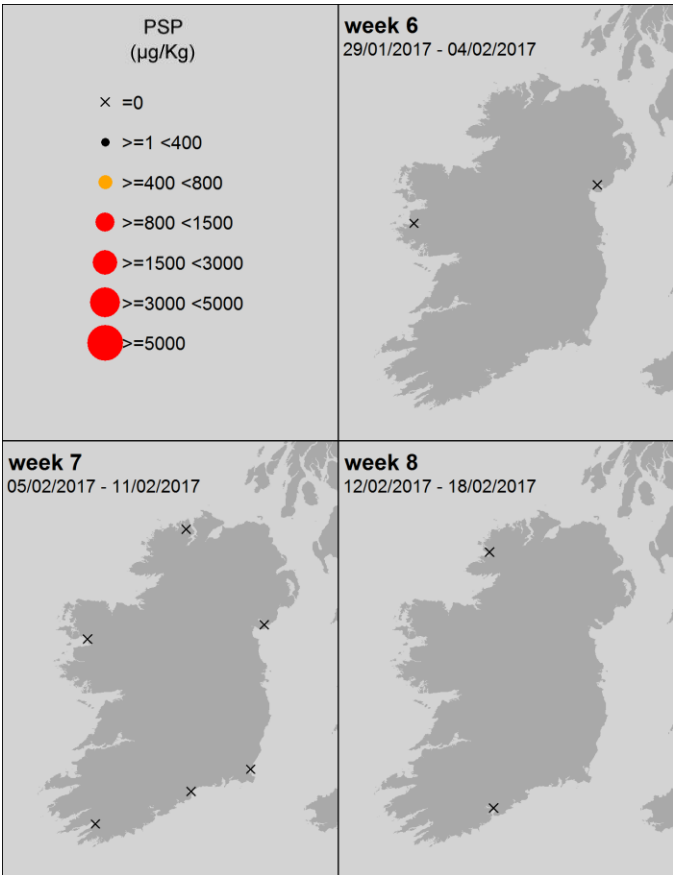 PSP
(µg/Kg)
=0
>=1 <400
>=400 <800
>=800 <1500
>=1500 <3000
>=3000 <5000
>=5000
week 6
29/01/2017 - 04/02/2017
week 7
05/02/2017 - 11/02/2017
week 8
12/02/2017 - 18/02/2017